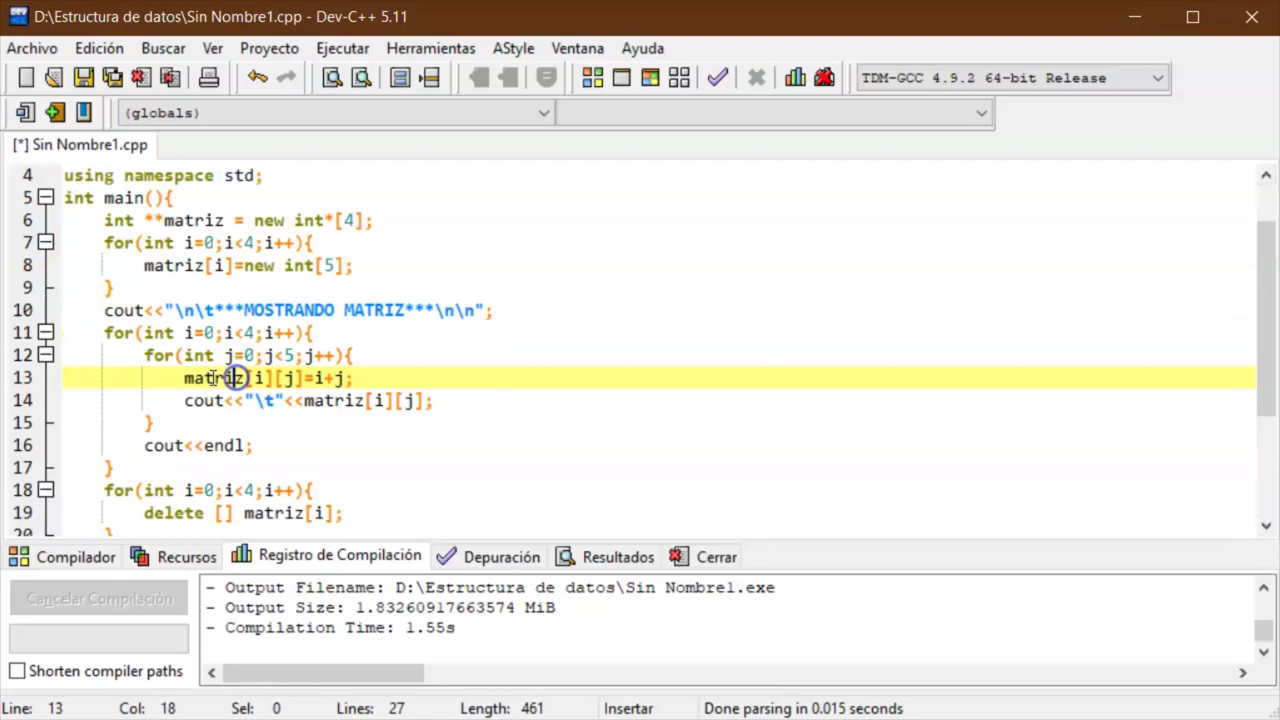 D:\Estructura de datos\Sin Nombre1.cpp - Dev-C++ 5.11
Archivo Edición Buscar Ver Proyecto Ejecutar Herramientas AStyle Ventana Ayuda
TDM-GCC 4.9.2 64-bit Release
(globals)
[*] Sin Nombre1.cpp
4 using namespace std;
5 int main(){
6 int **matriz = new int*[4];
7 for(int i=0;i<4;i++){
8 matriz[i]=new int[5];
9 }
10 cout<<"\n\t***MOSTRANDO MATRIZ***\n\n";
11 for(int i=0;i<4;i++){
12 for(int j=0;j<5;j++){
13 matriz[i][j]=i+j;
14 cout<<"\t"<<matriz[i][j];
15 }
16 cout<<endl;
17 }
18 for(int i=0;i<4;i++){
19 delete [] matriz[i];
20 }
Compilador Recursos Registro de Compilación Depuración Resultados Cerrar
Cancelar Compilación
- Output Filename: D:\Estructura de datos\Sin Nombre1.exe
- Output Size: 1.83260917663574 MiB
- Compilation Time: 1.55s
Shorten compiler paths
Line: 13 Col: 18 Sel: 0 Lines: 27 Length: 461 Insertar Done parsing in 0.015 seconds